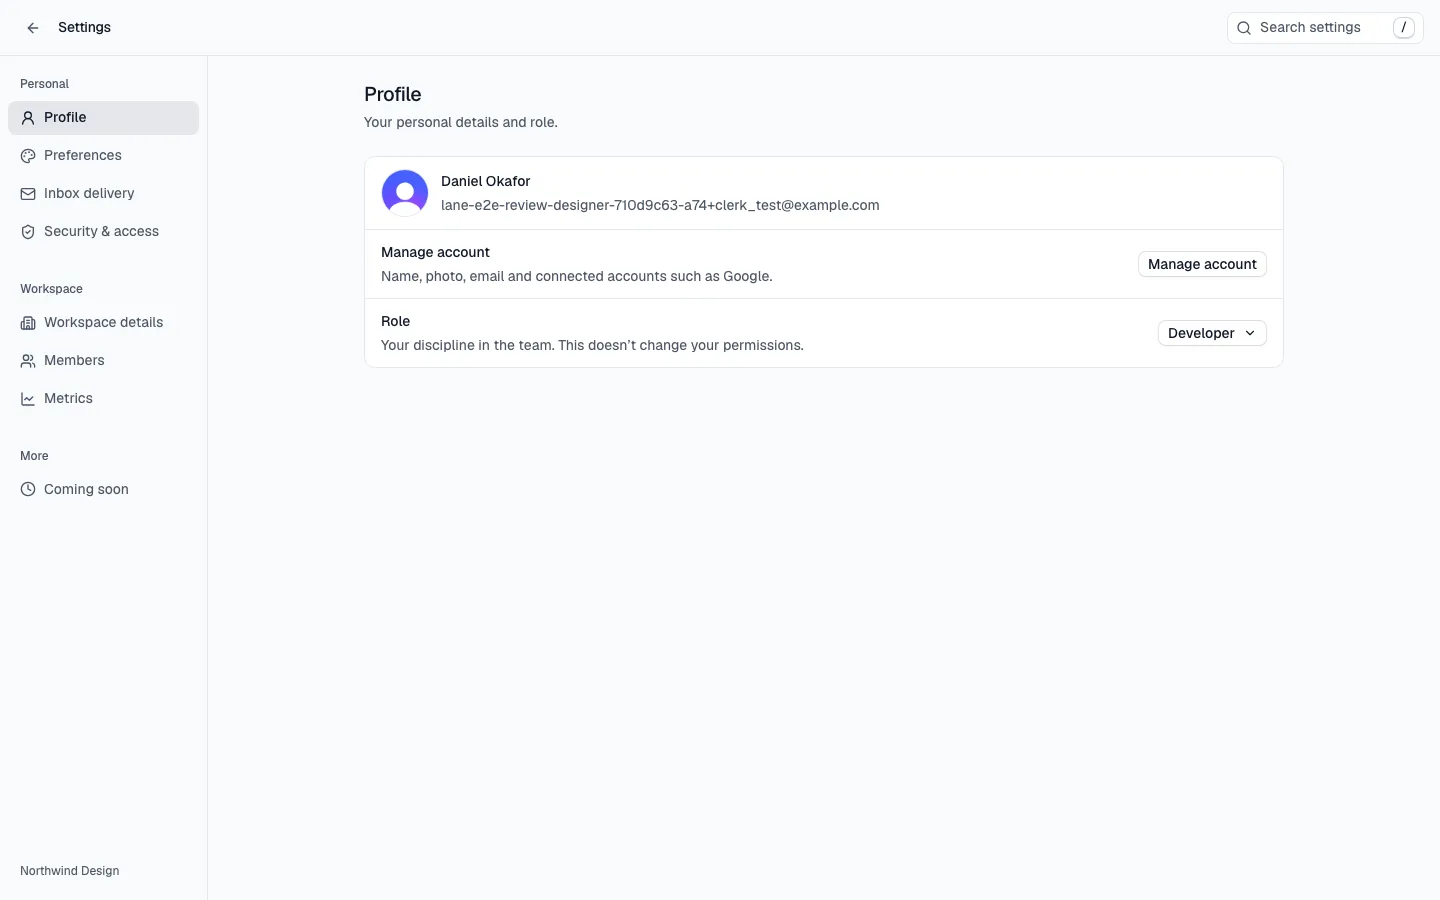 Settings
Search settings
/
Personal
Profile
Preferences
Inbox delivery
Security & access
Workspace
Workspace details
Members
Metrics
More
Coming soon
Northwind Design
Profile
Your personal details and role.
Daniel Okafor
lane-e2e-review-designer-710d9c63-a74+clerk_test@example.com
Manage account
Name, photo, email and connected accounts such as Google.
Manage account
Role
Your discipline in the team. This doesn’t change your permissions.
Developer